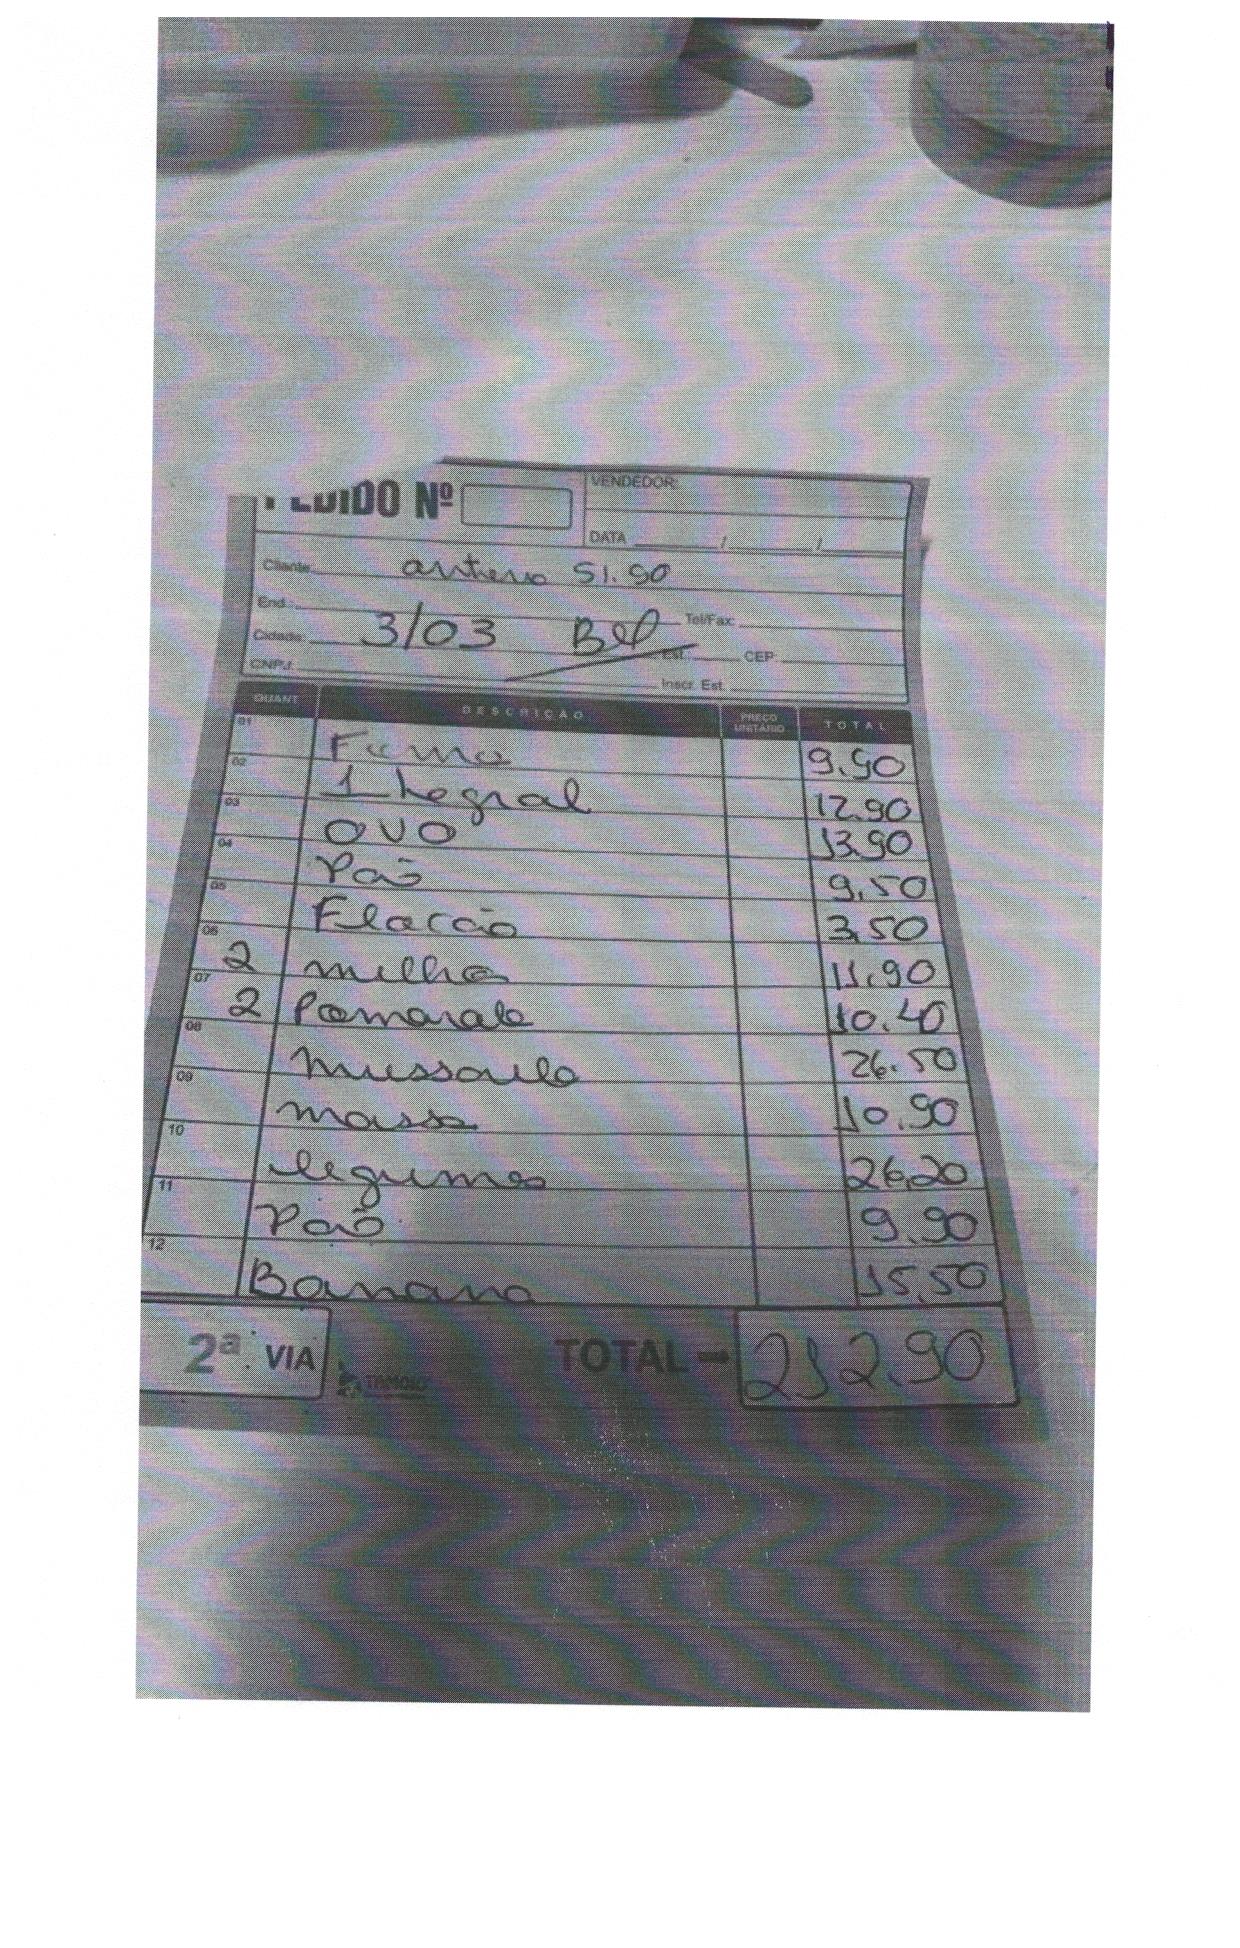 PEDIDO Nº
VENDEDOR:
DATA ____/____/____
Cliente: antero 51.90
End.: Tel/Fax:
Cidade: 3/03 Bel Est. CEP:
CNPJ: Inscr. Est.
QUANT. DESCRIÇÃO PREÇO UNITÁRIO TOTAL
01 9.90
02 Integral 12.90
03 OVO 13.90
04 Pão 9,50
05 Flocão 3,50
06 2 milho 11.90
07 2 Pomarola 10.40
08 mussarela 26.50
09 massa 10.90
10 legumes 26,20
11 Pão 9.90
12 Banana 15,50
2ª VIA TAMOIO TOTAL 212.90